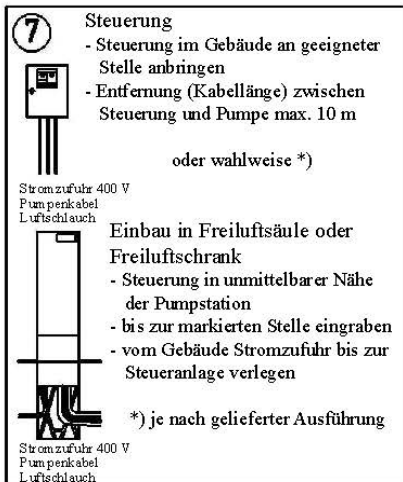 7
Steuerung
- Steuerung im Gebäude an geeigneter
Stelle anbringen
- Entfernung (Kabellänge) zwischen
Steuerung und Pumpe max. 10 m
oder wahlweise *)
Stromzufuhr 400 V
Pumpenkabel
Luftschlauch
Einbau in Freiluftsäule oder
Freiluftschrank
- Steuerung in unmittelbarer Nähe
der Pumpstation
- bis zur markierten Stelle eingraben
- vom Gebäude Stromzufuhr bis zur
Steueranlage verlegen
*) je nach gelieferter Ausführung
Stromzufuhr 400 V
Pumpenkabel
Luftschlauch